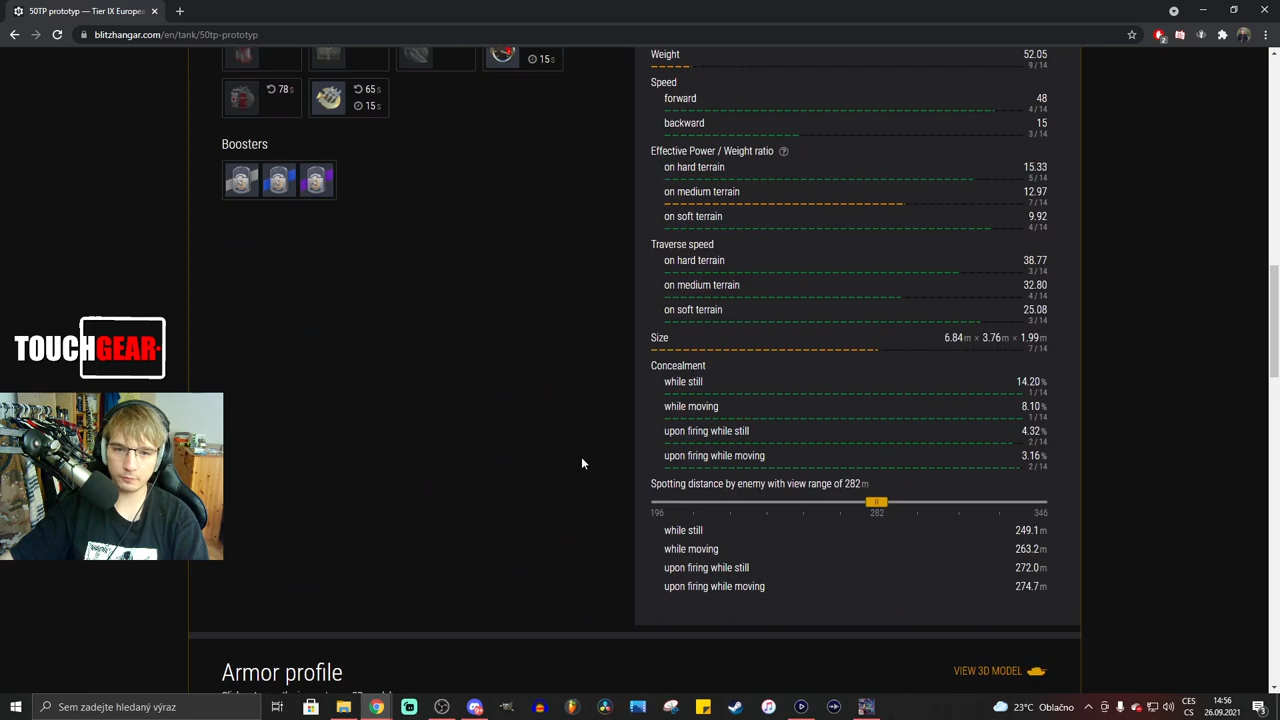 50TP prototyp — Tier IX Europea
blitzhangar.com/en/tank/50tp-prototyp
2
Weight 52.05
9 / 14
15 s
Speed
78 s
65 s
forward 48
4 / 14
15 s
backward 15
3 / 14
Boosters
Effective Power / Weight ratio ?
on hard terrain 15.33
5 / 14
on medium terrain 12.97
7 / 14
on soft terrain 9.92
4 / 14
Traverse speed
on hard terrain 38.77
3 / 14
on medium terrain 32.80
4 / 14
on soft terrain 25.08
3 / 14
Size 6.84 m × 3.76 m × 1.99 m
7 / 14
TOUCHGEAR
Concealment
while still 14.20 %
1 / 14
while moving 8.10 %
1 / 14
upon firing while still 4.32 %
2 / 14
upon firing while moving 3.16 %
2 / 14
Spotting distance by enemy with view range of 282 m
196 282 346
while still 249.1 m
while moving 263.2 m
upon firing while still 272.0 m
upon firing while moving 274.7 m
Armor profile
VIEW 3D MODEL
Sem zadejte hledaný výraz
23°C Oblačno
CES
CS
14:56
26.09.2021